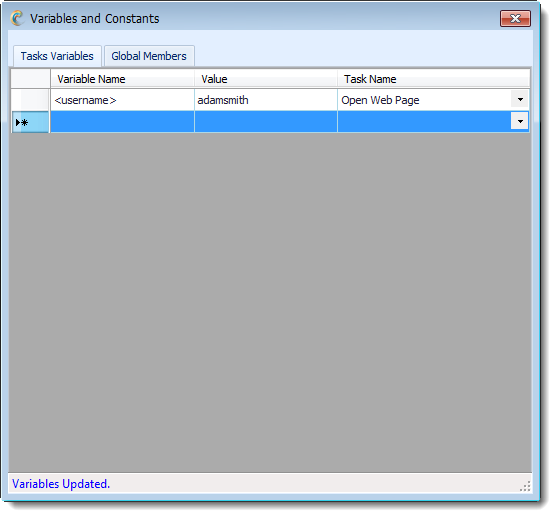 Variables and Constants
Tasks Variables Global Members
Variable Name Value Task Name
<username> adamsmith Open Web Page
Variables Updated.